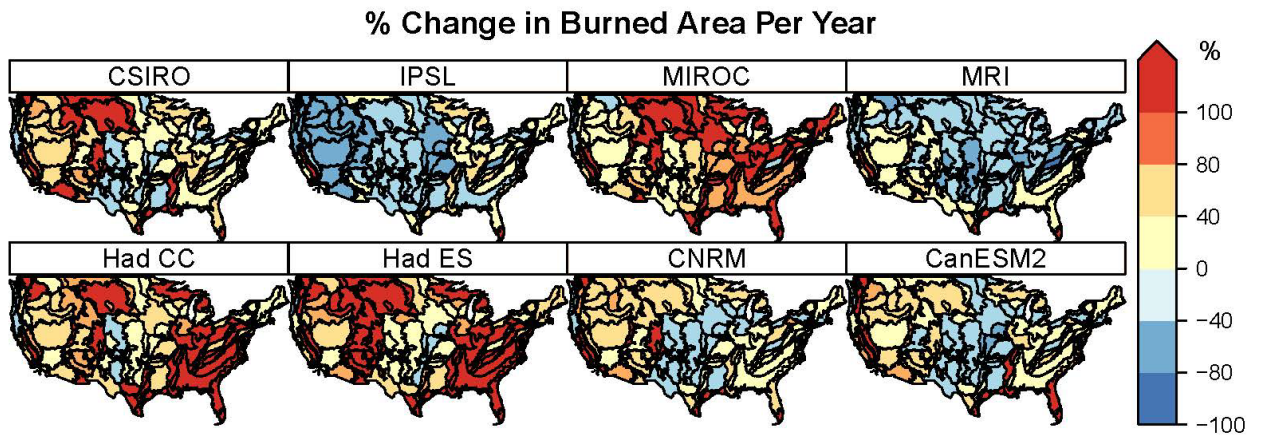 % Change in Burned Area Per Year
%
CSIRO IPSL MIROC MRI
100
80
40
0
Had CC Had ES CNRM CanESM2
−40
−80
−100